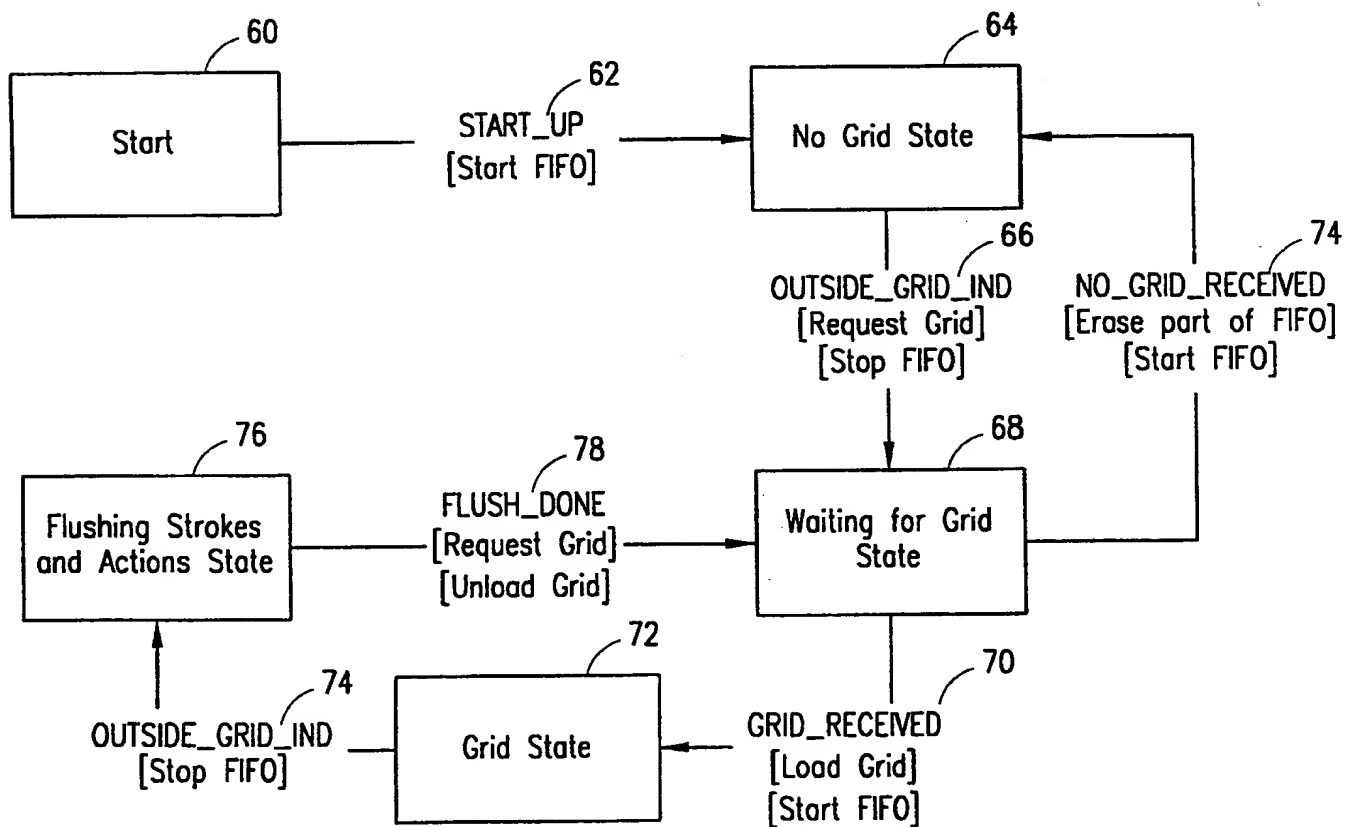 60
Start
62
START_UP
[Start FIFO]
64
No Grid State
66
OUTSIDE_GRID_IND
[Request Grid]
[Stop FIFO]
74
NO_GRID_RECEIVED
[Erase part of FIFO]
[Start FIFO]
76
Flushing Strokes
and Actions State
78
FLUSH_DONE
[Request Grid]
[Unload Grid]
68
Waiting for Grid
State
74
OUTSIDE_GRID_IND
[Stop FIFO]
72
Grid State
70
GRID_RECEIVED
[Load Grid]
[Start FIFO]